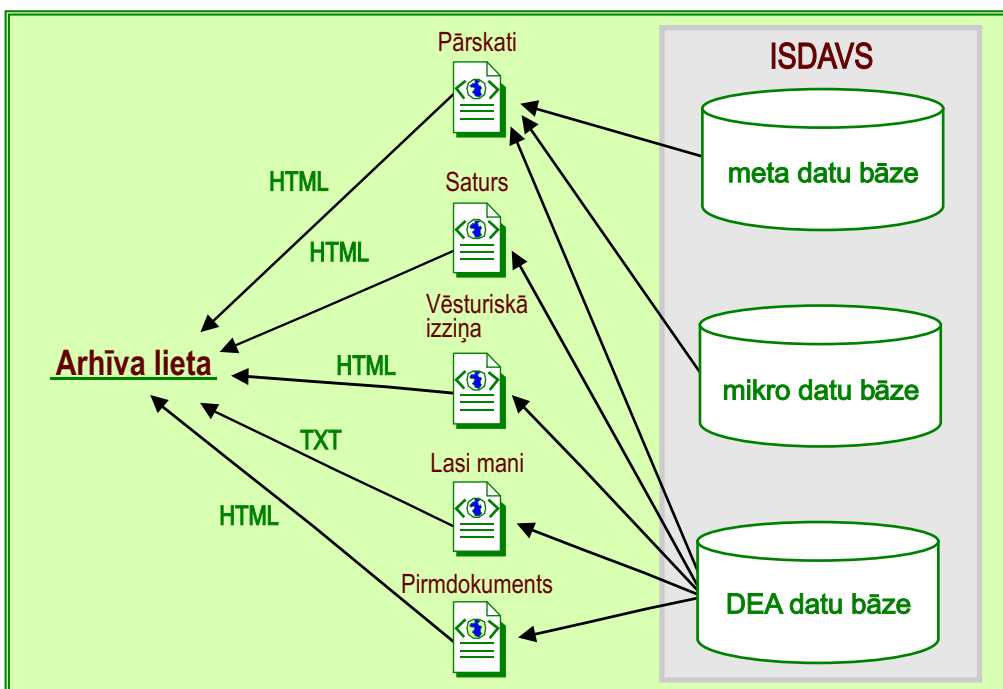 Pārskati
ISDAVS
meta datu bāze
HTML
Saturs
HTML
Vēsturiskā
izziņa
Arhīva lieta
HTML
mikro datu bāze
TXT
Lasi mani
HTML
Pirmdokuments
DEA datu bāze